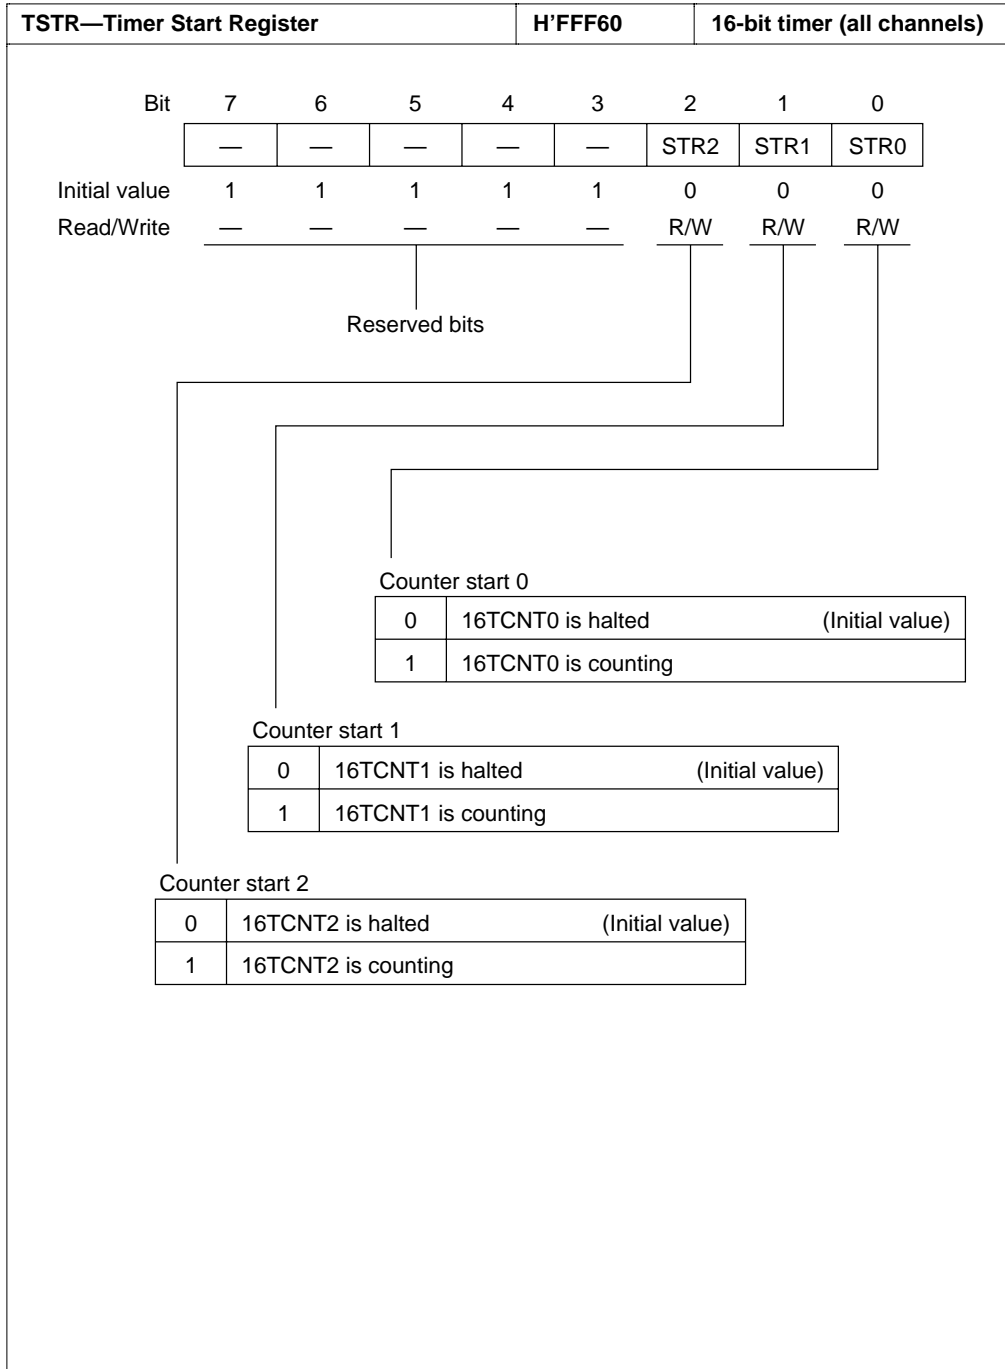 TSTR—Timer Start Register H'FFF60 16-bit timer (all channels)
Bit 7 6 5 4 3 2 1 0
— — — — — STR2 STR1 STR0
Initial value 1 1 1 1 1 0 0 0
Read/Write — — — — — R/W R/W R/W
Reserved bits
Counter start 0
0 16TCNT0 is halted (Initial value)
1 16TCNT0 is counting
Counter start 1
0 16TCNT1 is halted (Initial value)
1 16TCNT1 is counting
Counter start 2
0 16TCNT2 is halted (Initial value)
1 16TCNT2 is counting